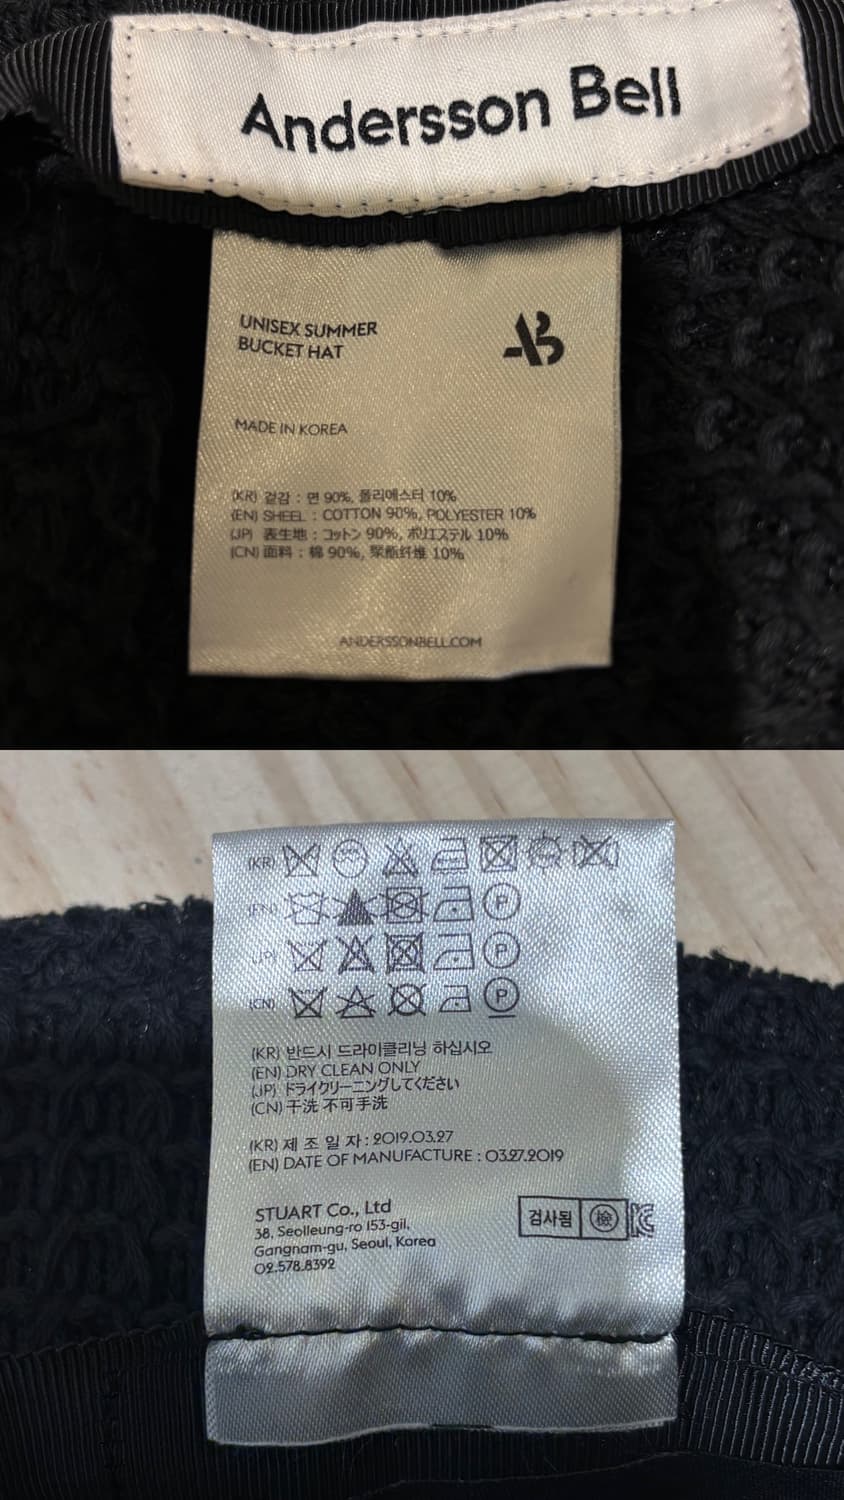 Andersson Bell
UNISEX SUMMER
BUCKET HAT
AB
MADE IN KOREA
(KR) 겉감 : 면 90%, 폴리에스터 10%
(EN) SHEEL : COTTON 90%, POLYESTER 10%
(JP) 表生地 : コットン 90%, ポリエステル 10%
(CN) 面料 : 棉 90%, 聚酯纤维 10%
ANDERSSONBELL.COM
(KR)
(EN) P
(JP) P
(CN) P
(KR) 반드시 드라이클리닝 하십시오
(EN) DRY CLEAN ONLY
(JP) ドライクリーニングしてください
(CN) 干洗 不可手洗
(KR) 제 조 일 자 : 2019.03.27
(EN) DATE OF MANUFACTURE : 03.27.2019
STUART Co., Ltd
38, Seolleung-ro 153-gil,
Gangnam-gu, Seoul, Korea
02.578.8392
검사됨 檢 KC